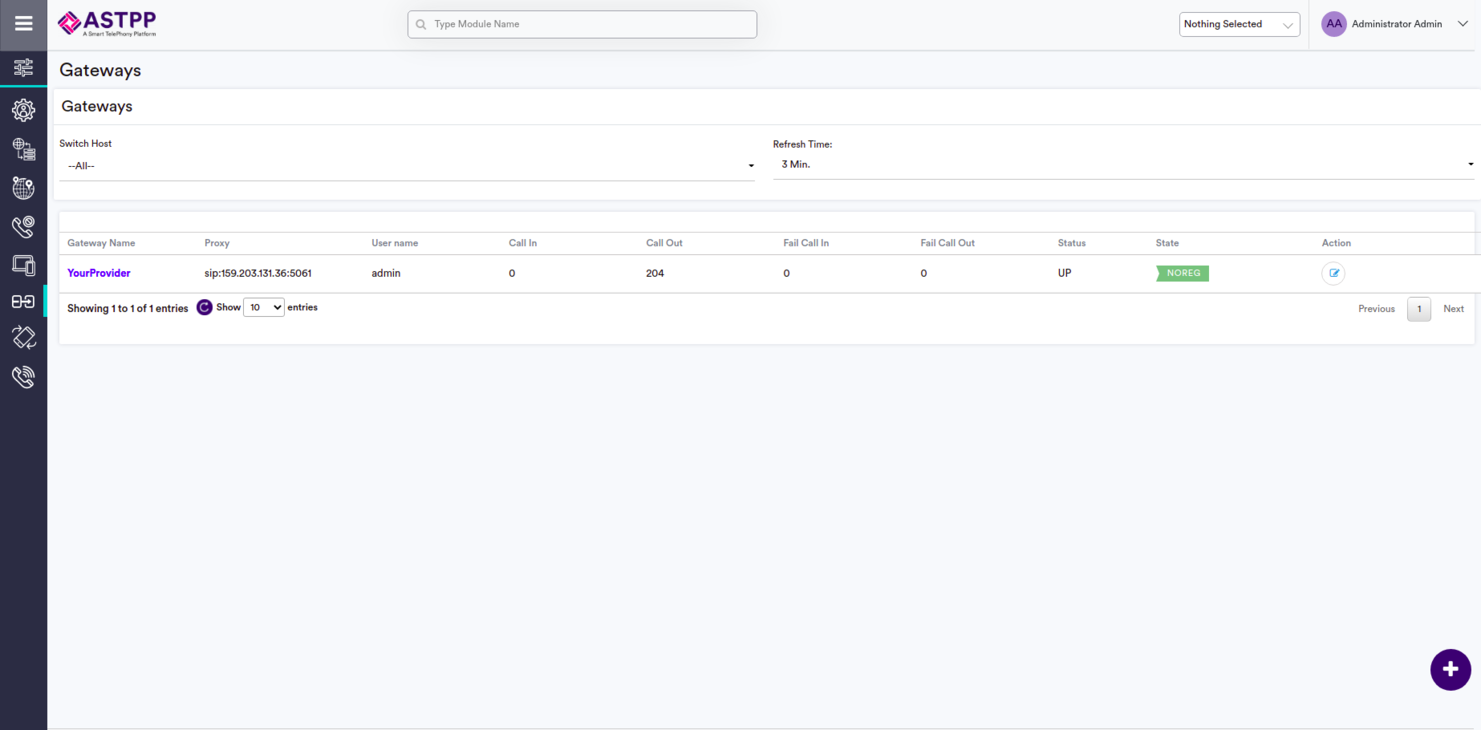 ASTPP
A Smart TelePhony Platform
Type Module Name
Nothing Selected
AA
Administrator Admin
Gateways
Gateways
Switch Host
Refresh Time:
--All--
3 Min.
Gateway Name Proxy User name Call In Call Out Fail Call In Fail Call Out Status State Action
YourProvider sip:159.203.131.36:5061 admin 0 204 0 0 UP NOREG
Showing 1 to 1 of 1 entries Show 10 entries Previous 1 Next